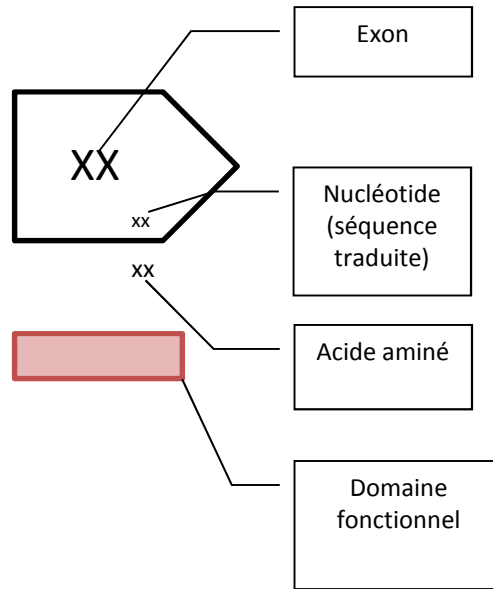 Exon
XX
Nucléotide
(séquence
traduite)
xx
xx
Acide aminé
Domaine
fonctionnel